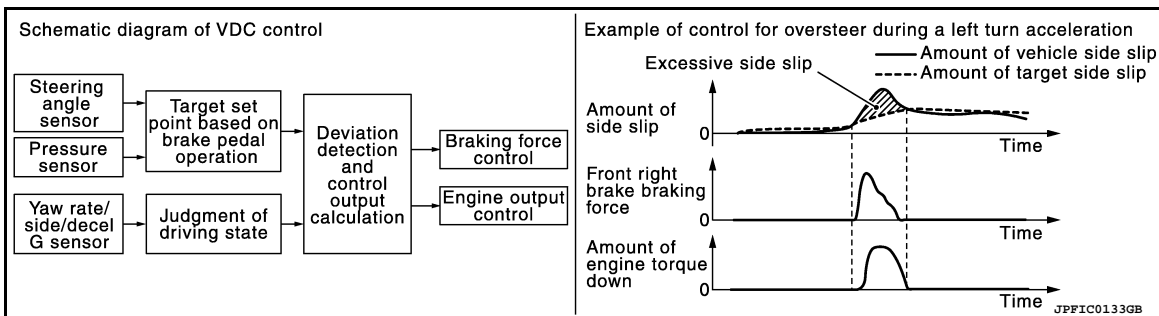 Schematic diagram of VDC control
Steering
angle
sensor
Pressure
sensor
Yaw rate/
side/decel
G sensor
Target set
point based on
brake pedal
operation
Judgment of
driving state
Deviation
detection
and
control
output
calculation
Braking force
control
Engine output
control
Example of control for oversteer during a left turn acceleration
Amount of vehicle side slip
Amount of target side slip
Excessive side slip
Amount of
side slip
0
Time
Front right
brake braking
force
0
Time
Amount of
engine torque
down
0
Time
JPFIC0133GB